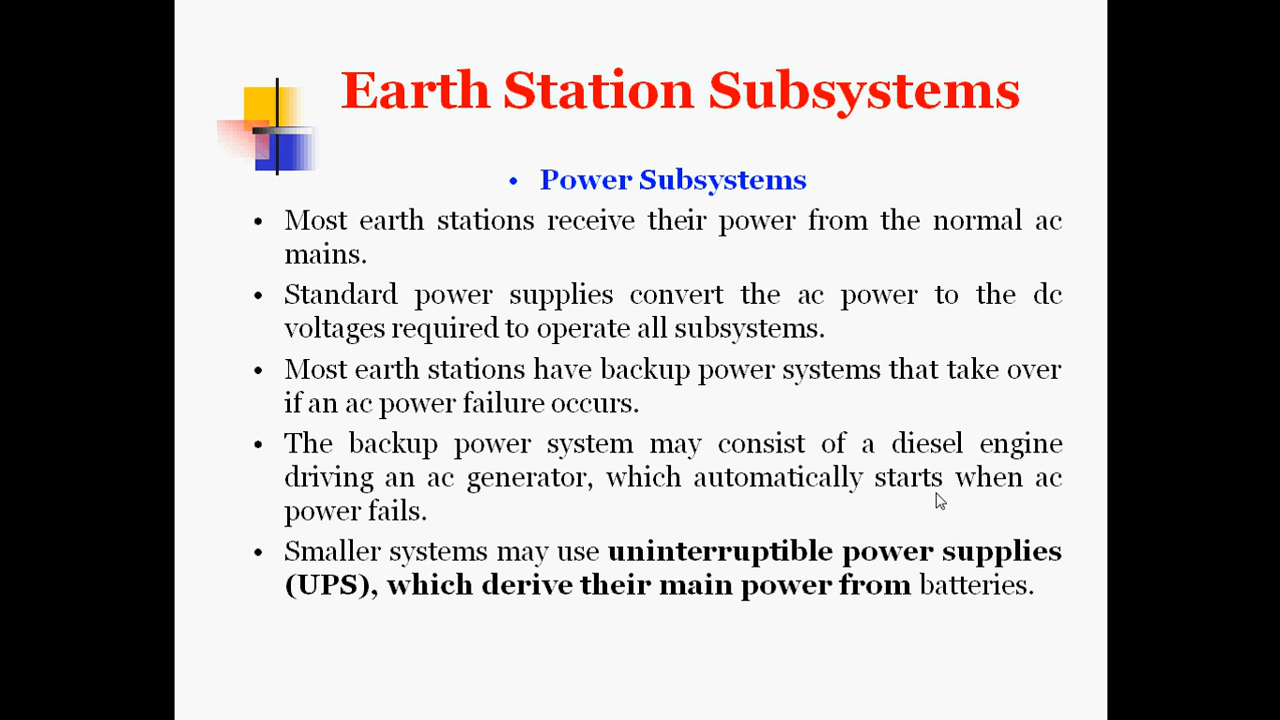 Earth Station Subsystems
• Power Subsystems
• Most earth stations receive their power from the normal ac
mains.
• Standard power supplies convert the ac power to the dc
voltages required to operate all subsystems.
• Most earth stations have backup power systems that take over
if an ac power failure occurs.
• The backup power system may consist of a diesel engine
driving an ac generator, which automatically starts when ac
power fails.
• Smaller systems may use uninterruptible power supplies
(UPS), which derive their main power from batteries.